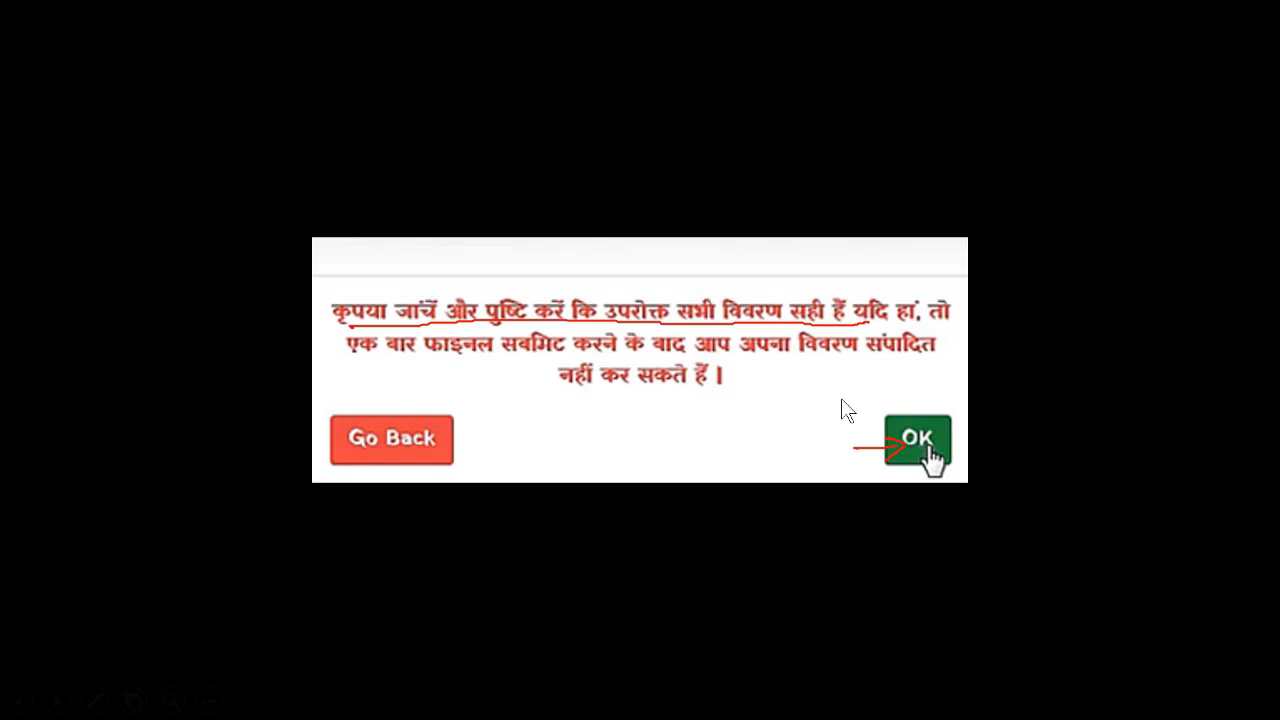 कृपया जांचें और पुष्टि करें कि उपरोक्त सभी विवरण सही हैं यदि हां, तो
एक बार फाइनल सबमिट करने के बाद आप अपना विवरण संपादित
नहीं कर सकते हैं |
Go Back
OK